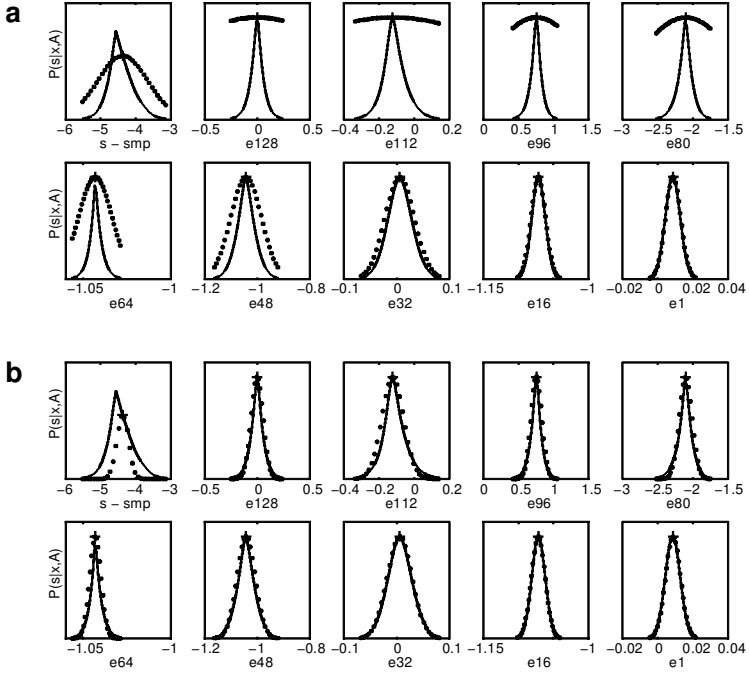 a
P(s|x,A)
−6 −5 −4 −3 −0.5 0 0.5 −0.4 −0.2 0 0.2 0 0.5 1 1.5 −3 −2.5 −2 −1.5
s − smp e128 e112 e96 e80
P(s|x,A)
−1.05 −1 −1.2 −1 −0.8 −0.1 0 0.1 −1.15 −1 −0.02 0 0.02 0.04
e64 e48 e32 e16 e1
b
P(s|x,A)
−6 −5 −4 −3 −0.5 0 0.5 −0.4 −0.2 0 0.2 0 0.5 1 1.5 −3 −2.5 −2 −1.5
s − smp e128 e112 e96 e80
P(s|x,A)
−1.05 −1 −1.2 −1 −0.8 −0.1 0 0.1 −1.15 −1 −0.02 0 0.02 0.04
e64 e48 e32 e16 e1